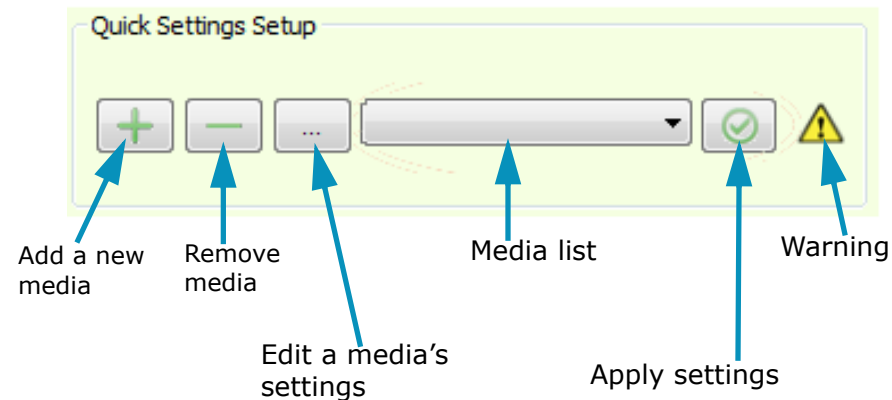 Quick Settings Setup
...
Add a new
media
Remove
media
Media list
Warning
Edit a media’s
settings
Apply settings